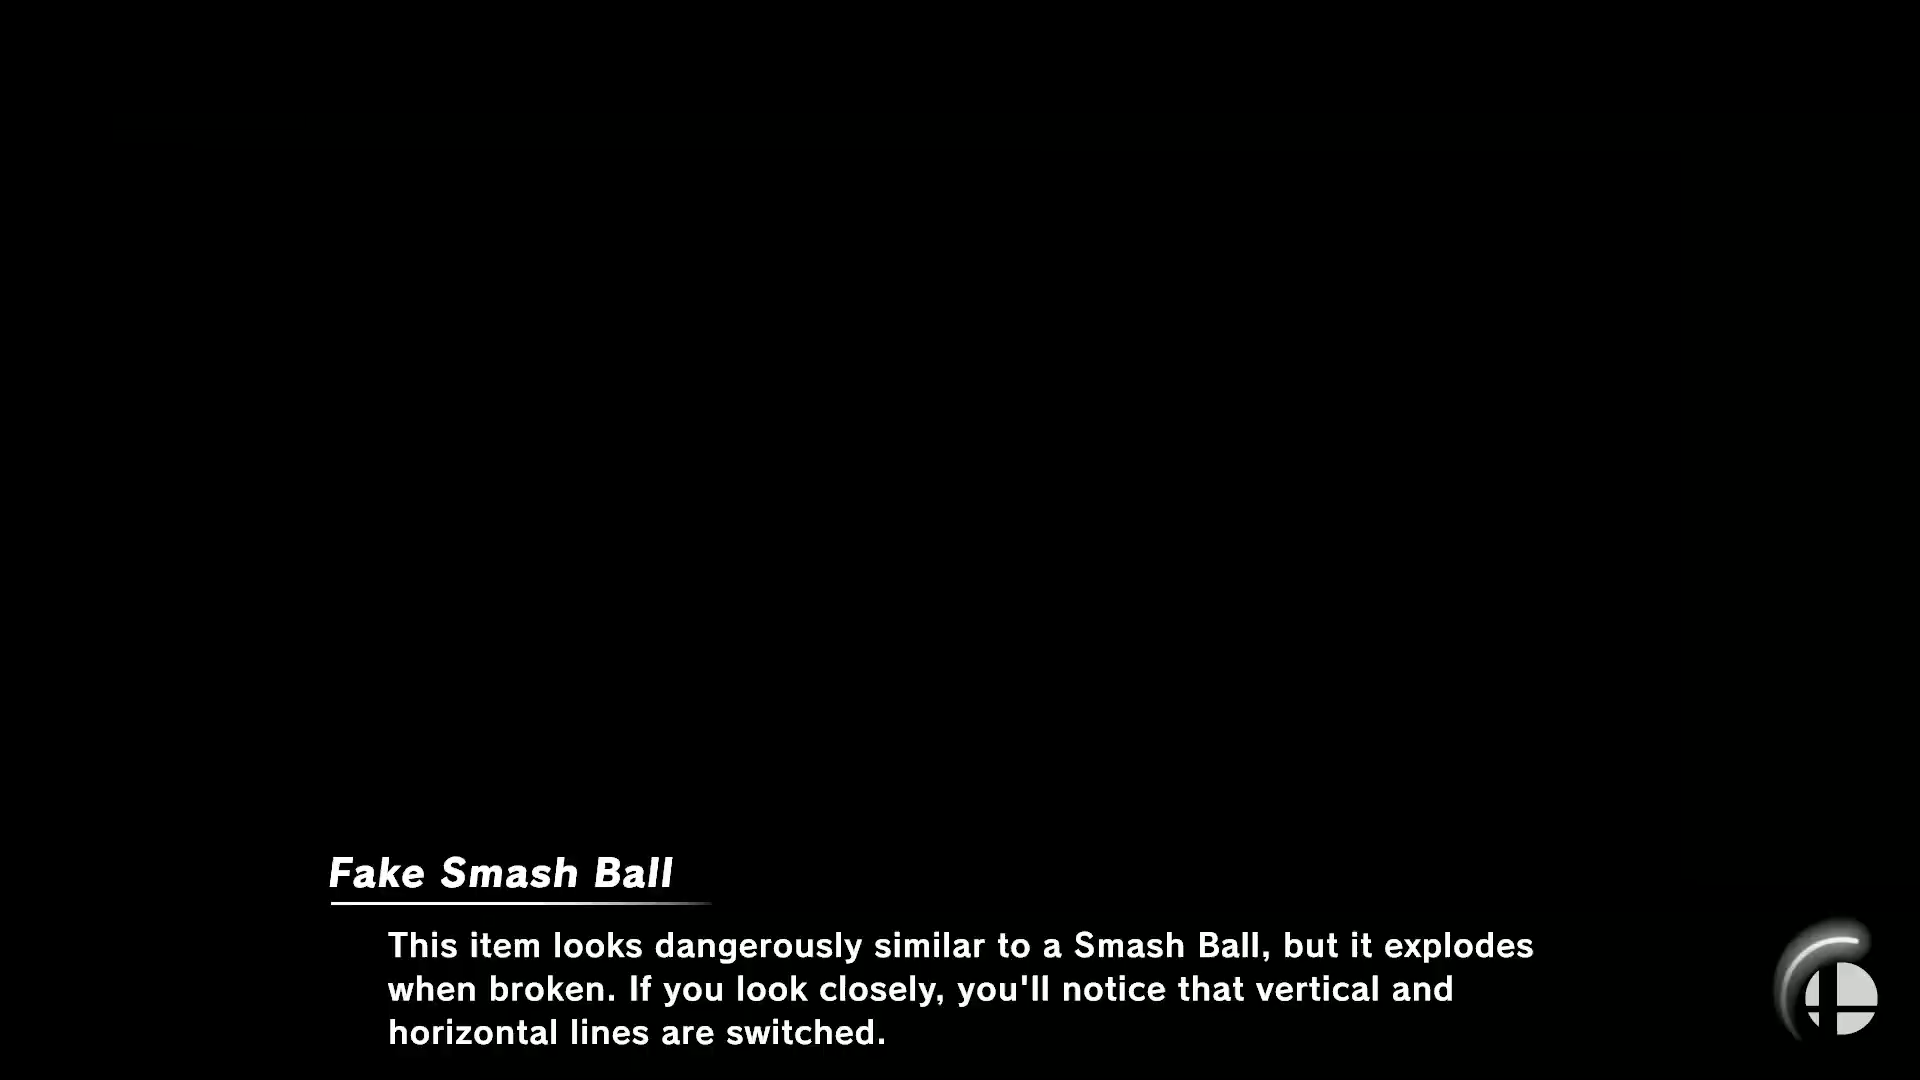 Fake Smash Ball
This item looks dangerously similar to a Smash Ball, but it explodes
when broken. If you look closely, you'll notice that vertical and
horizontal lines are switched.